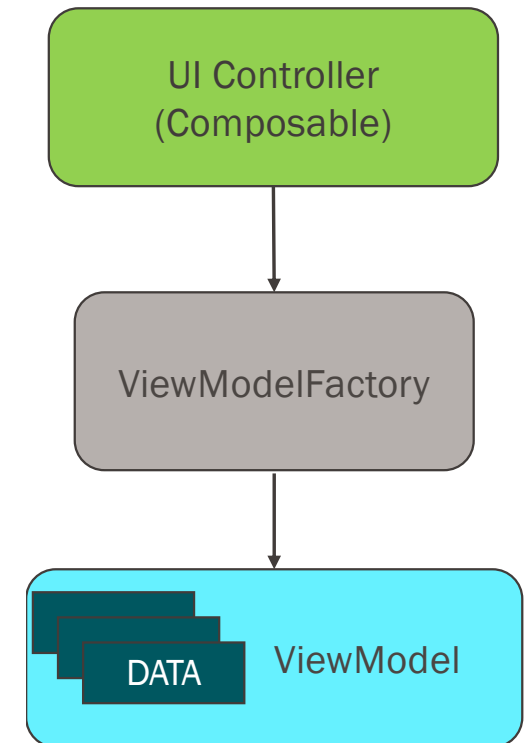 UI Controller
(Composable)
ViewModelFactory
DATA
ViewModel